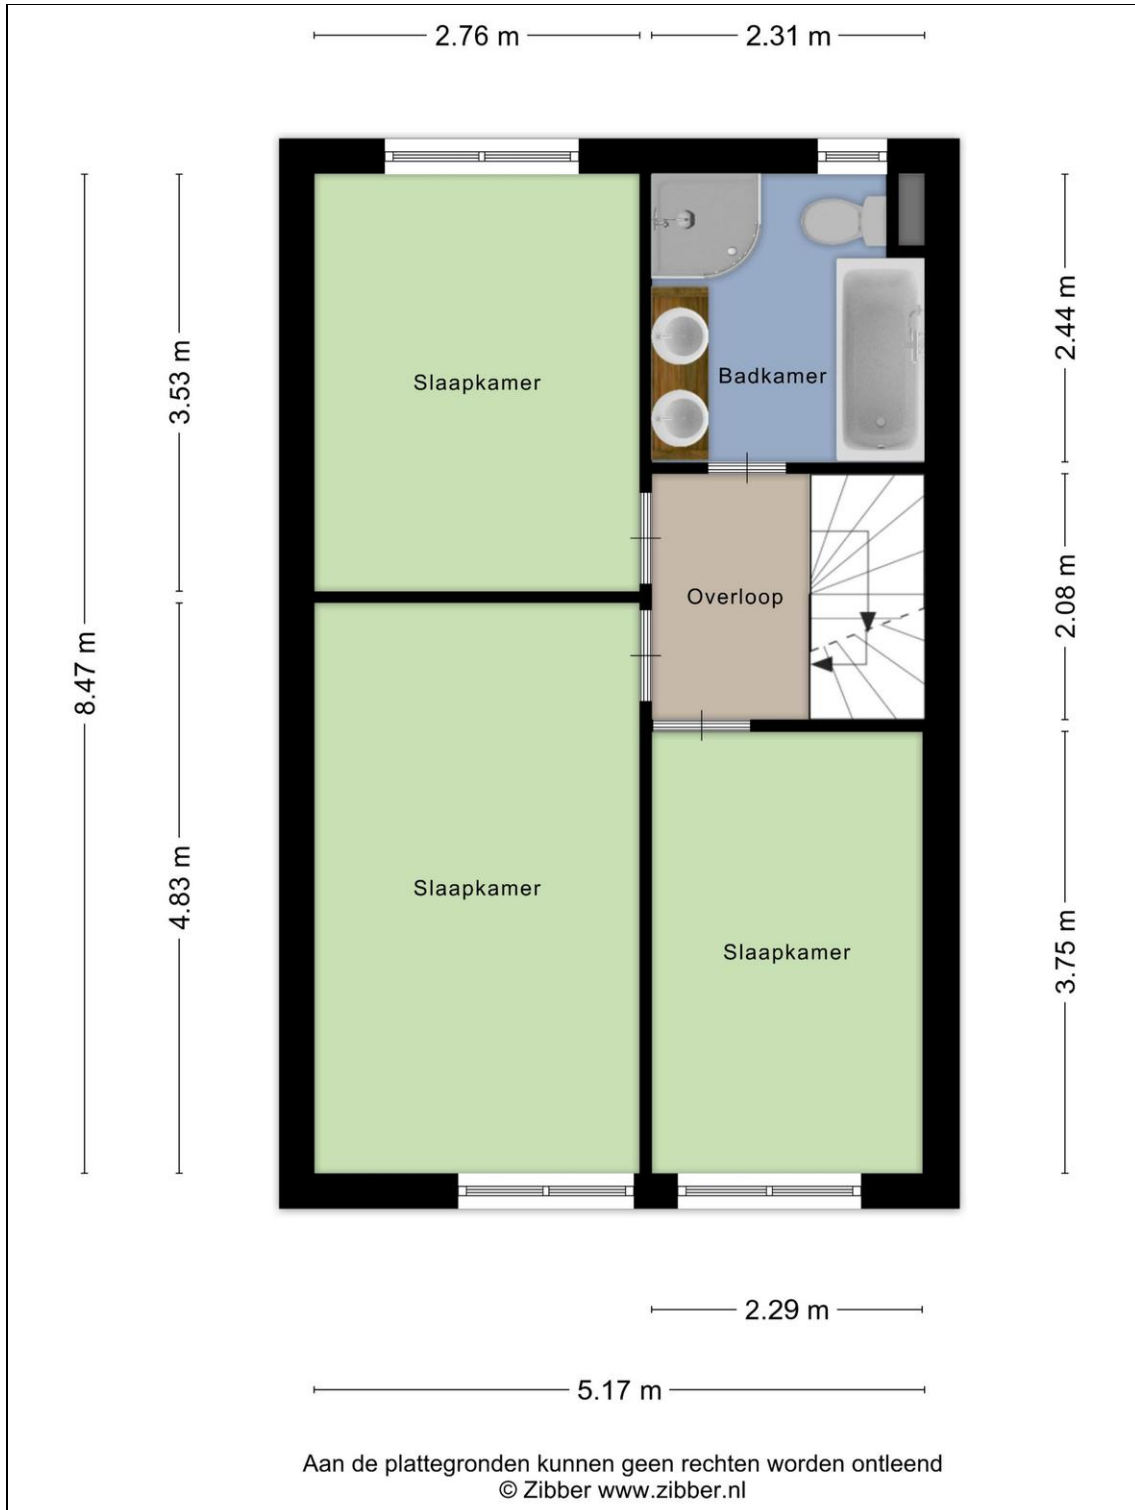 2.76 m
2.31 m
3.53 m
2.44 m
Slaapkamer
Badkamer
8.47 m
Overloop
2.08 m
4.83 m
Slaapkamer
Slaapkamer
3.75 m
2.29 m
5.17 m
Aan de plattegronden kunnen geen rechten worden ontleend
© Zibber www.zibber.nl